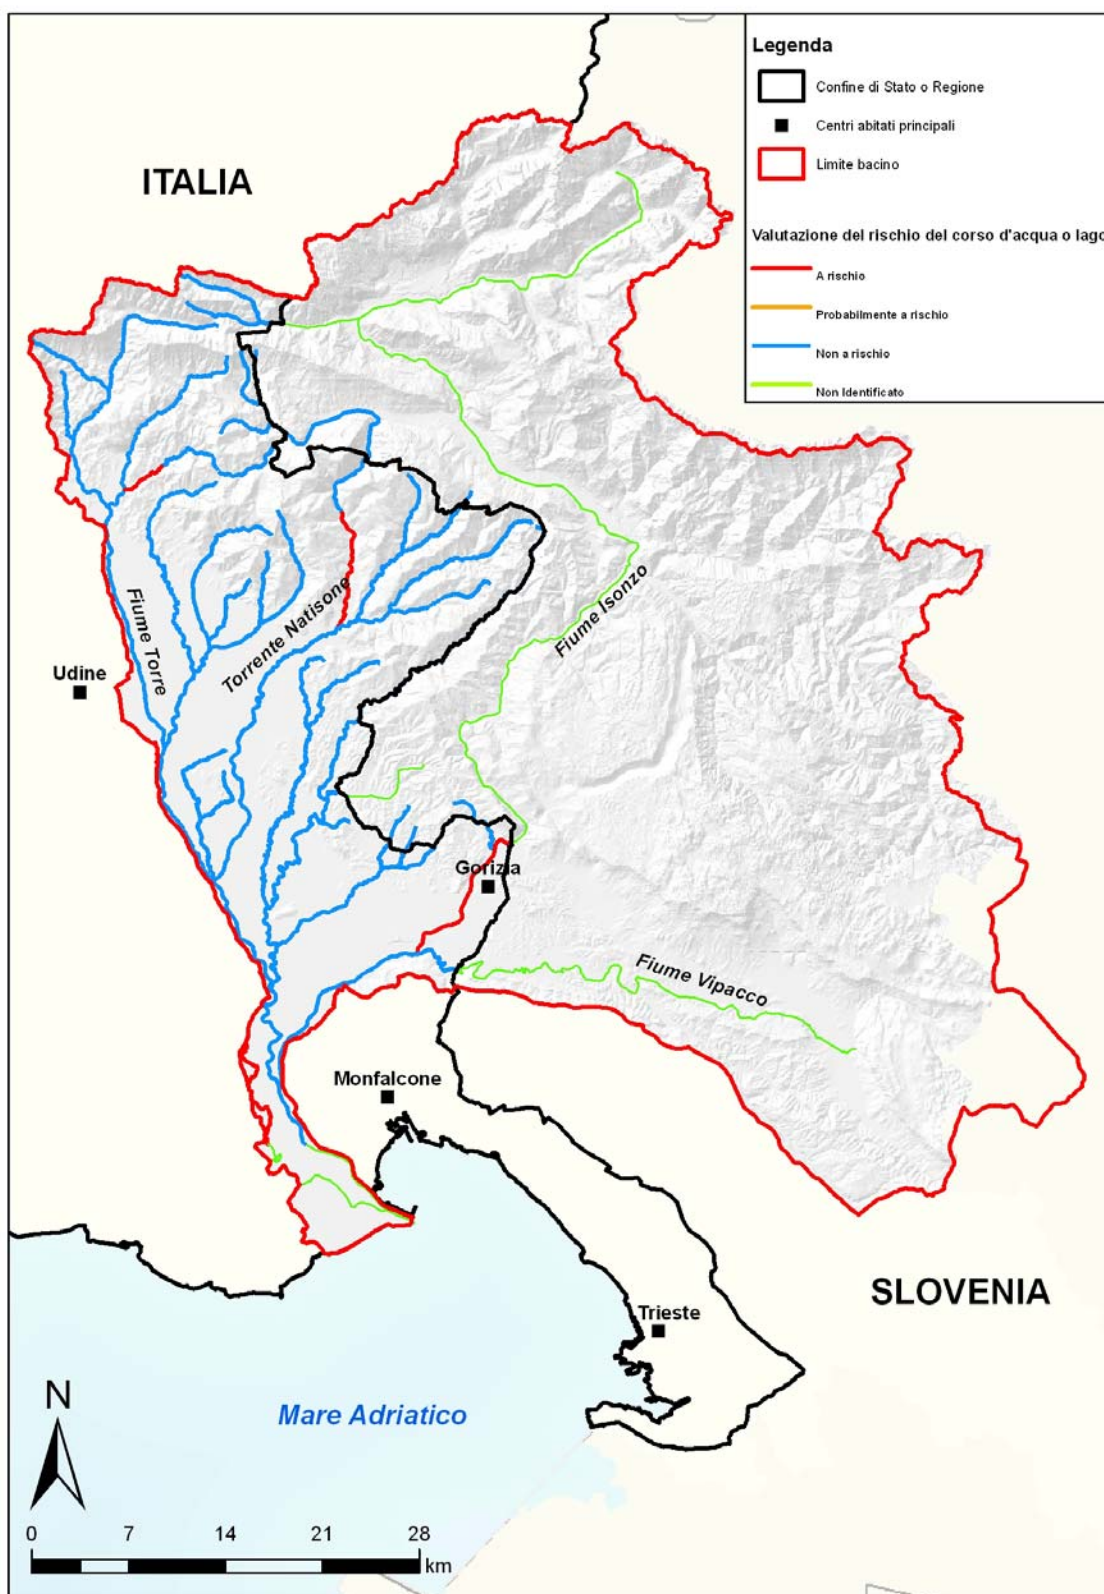 Legenda
Confine di Stato o Regione
Centri abitati principali
Limite bacino
Valutazione del rischio del corso d'acqua o lago
A rischio
Probabilmente a rischio
Non a rischio
Non Identificato
ITALIA
Fiume Torre
Torrente Natisone
Fiume Isonzo
Udine
Gorizia
Fiume Vipacco
Monfalcone
SLOVENIA
Trieste
Mare Adriatico
N
0 7 14 21 28
km